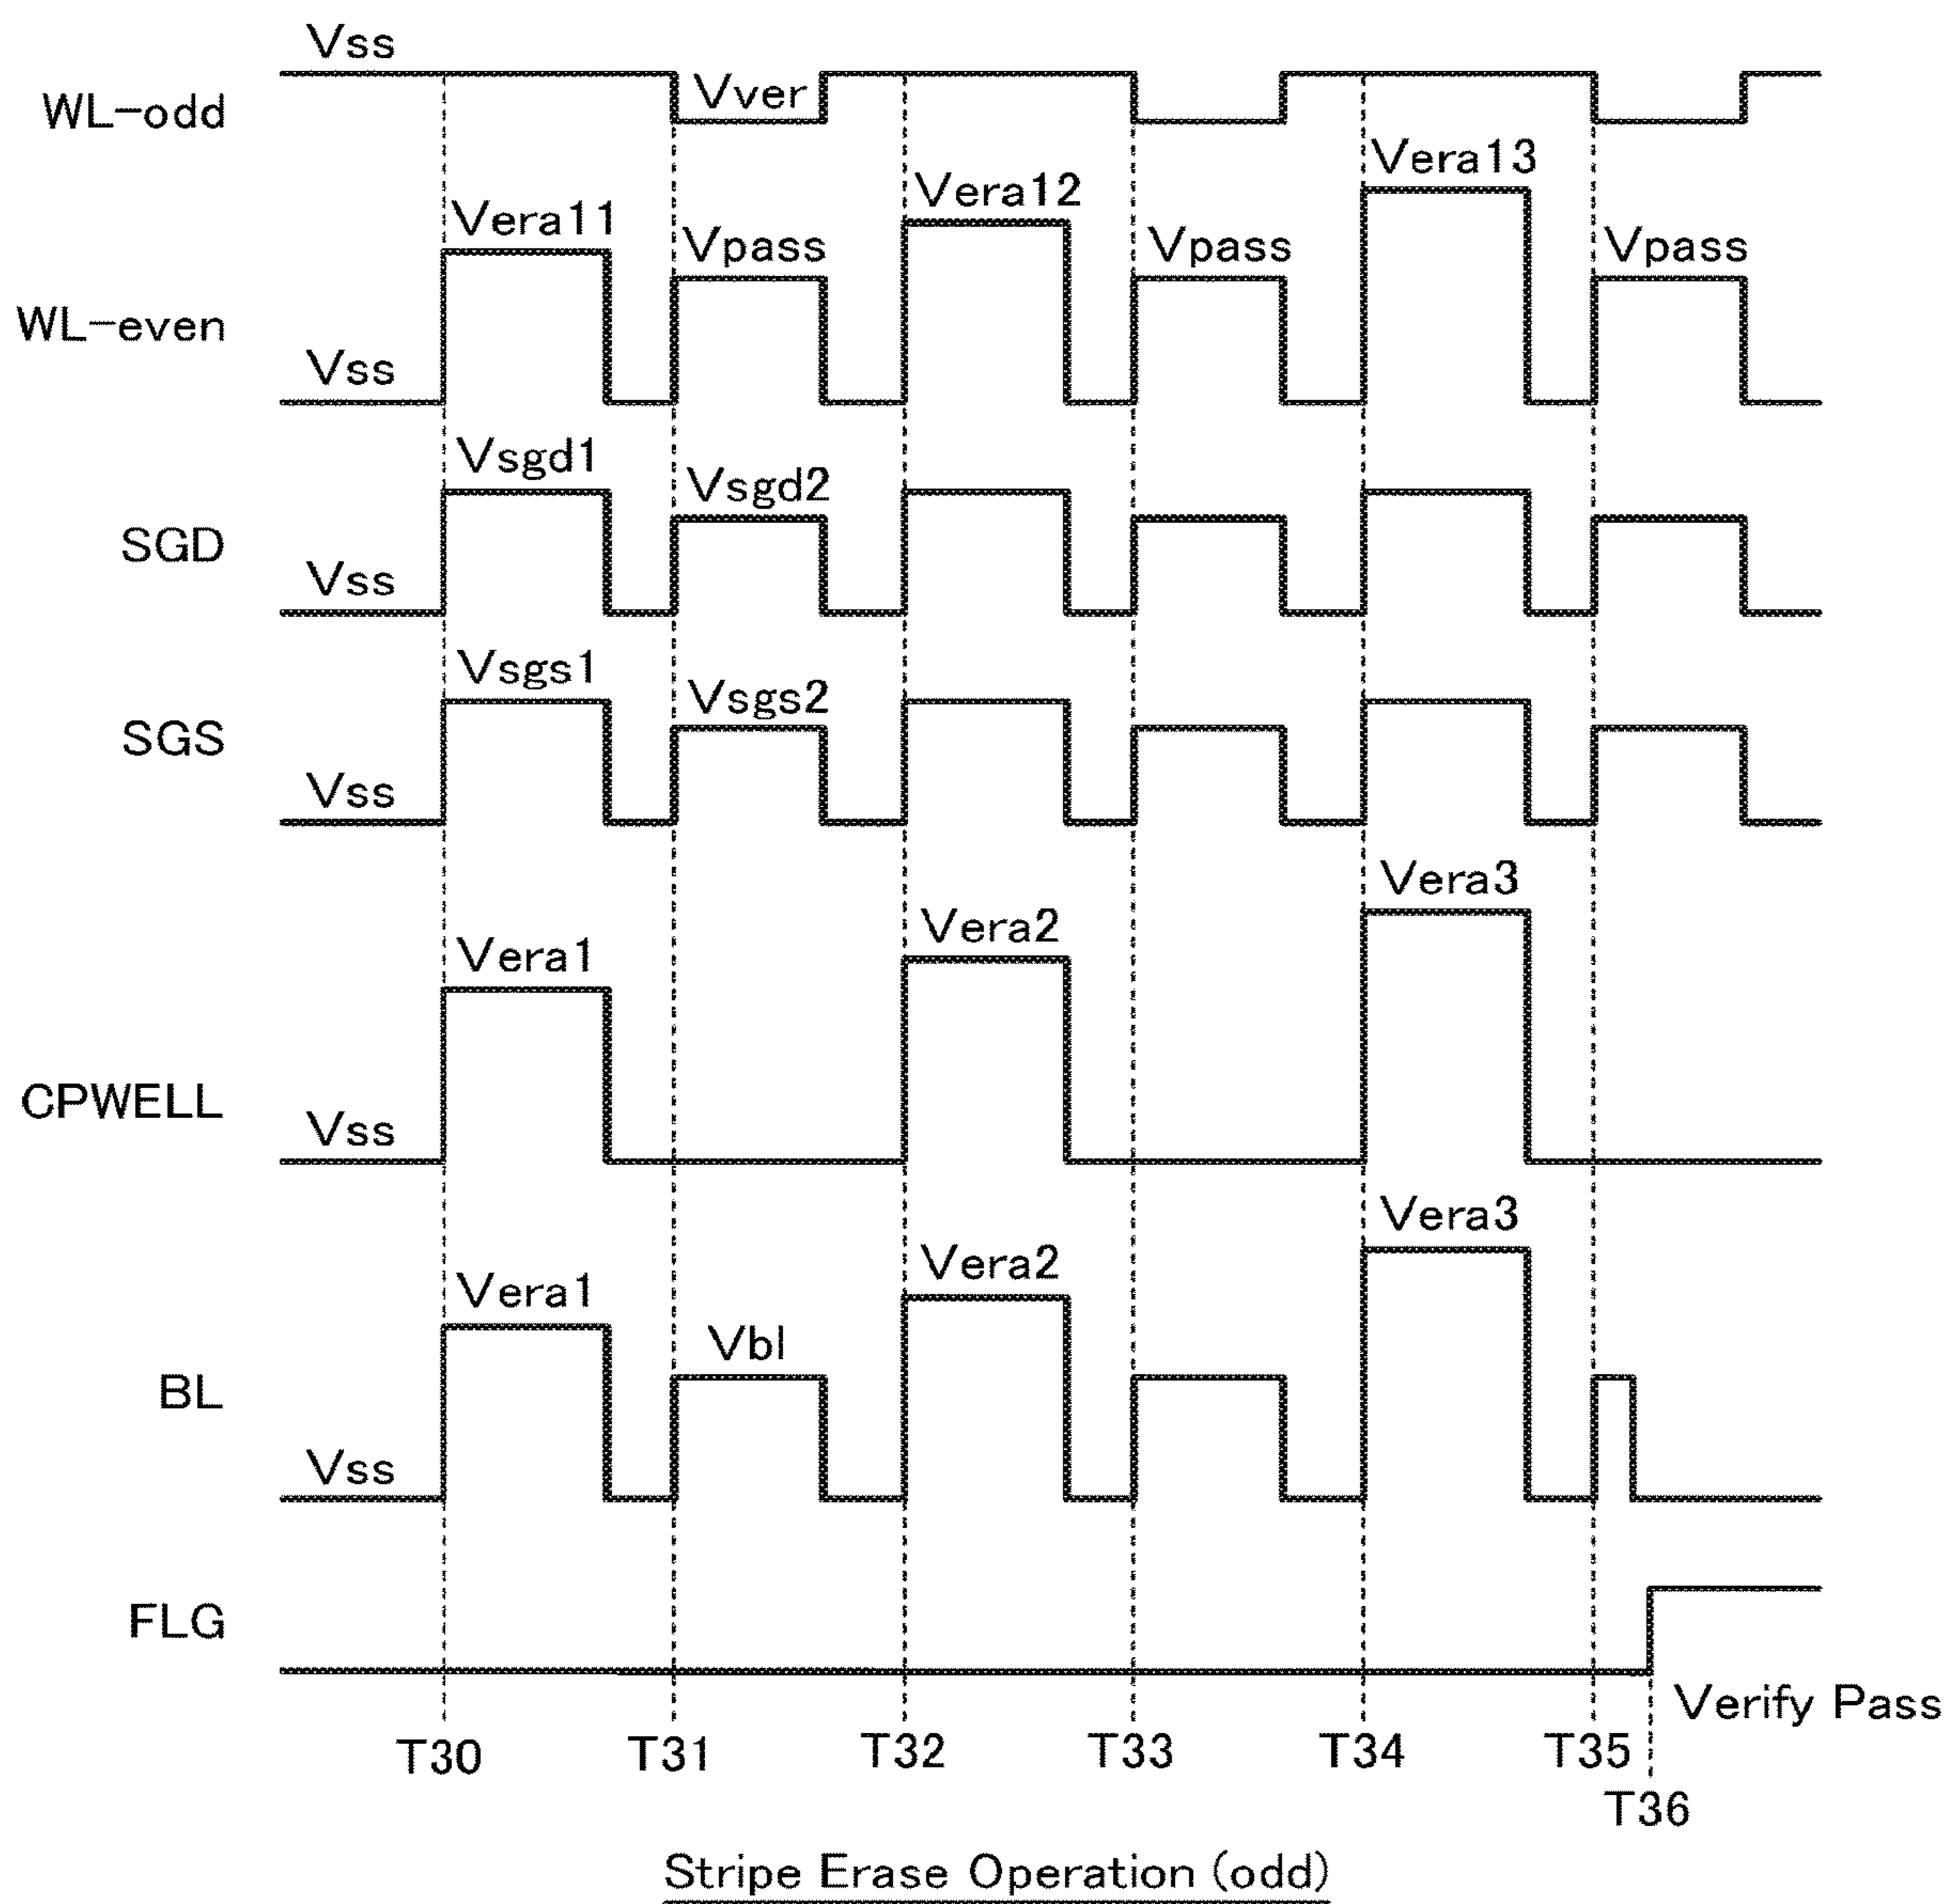 Vss
WL-odd
Vver
Vera11
Vpass
Vera12
Vpass
Vera13
Vpass
WL-even
Vss
Vsgd1
Vsgd2
SGD
Vss
Vsgs1
Vsgs2
SGS
Vss
Vera1
Vera2
Vera3
CPWELL
Vss
Vera1
Vbl
Vera2
Vera3
BL
Vss
FLG
Verify Pass
T30 T31 T32 T33 T34 T35
T36
Stripe Erase Operation (odd)